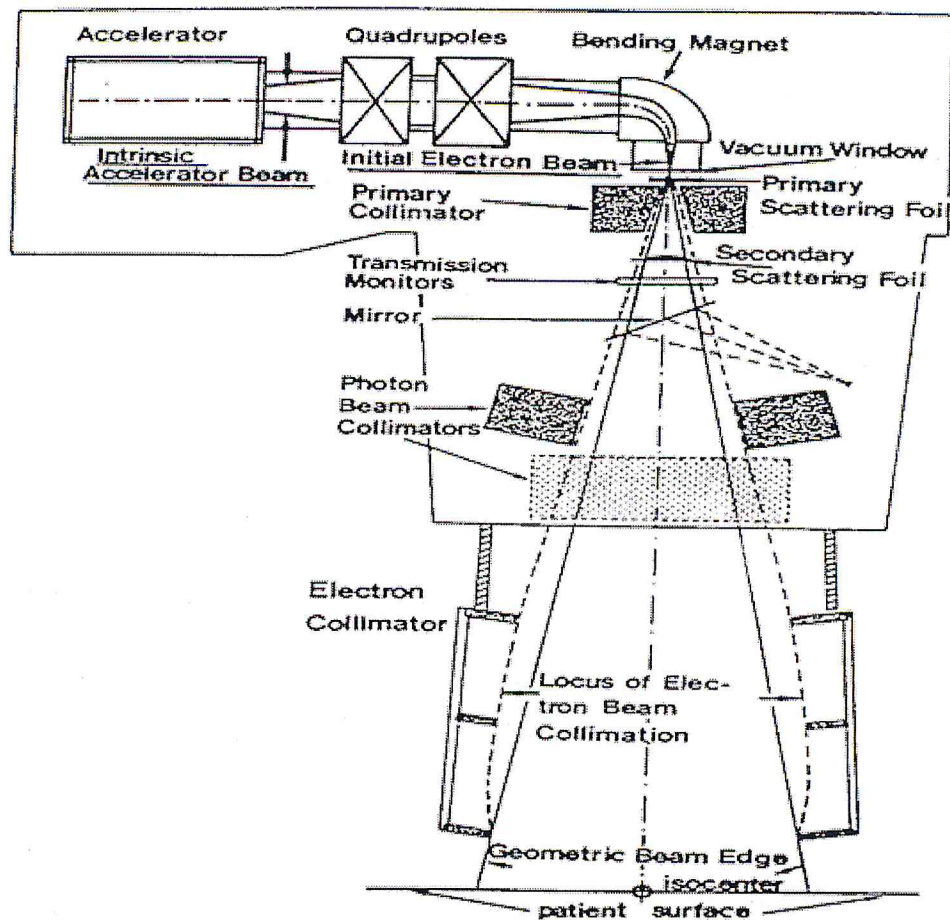 Accelerator
Quadrupoles
Bending Magnet
Intrinsic
Accelerator Beam
Initial Electron Beam
Vacuum Window
Primary
Collimator
Primary
Scattering Foil
Transmission
Monitors
Secondary
Scattering Foil
Mirror
Photon
Beam
Collimators
Electron
Collimator
Locus of Elec-
tron Beam
Collimation
Geometric Beam Edge
isocenter
patient surface